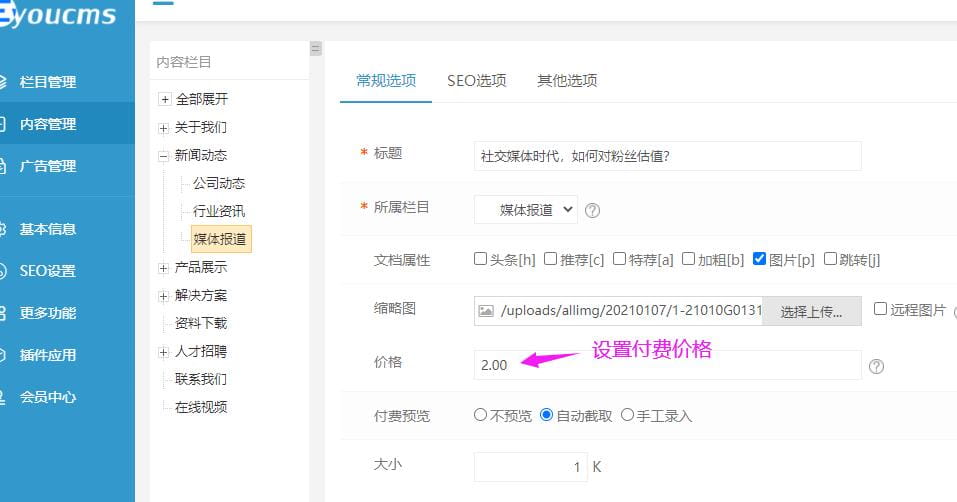 Eyoucms
栏目管理
内容管理
广告管理
基本信息
SEO设置
更多功能
插件应用
会员中心
内容栏目
全部展开
关于我们
新闻动态
公司动态
行业资讯
媒体报道
产品展示
解决方案
资料下载
人才招聘
联系我们
在线视频
常规选项 SEO选项 其他选项
* 标题 社交媒体时代，如何对粉丝估值？
* 所属栏目 媒体报道 ?
文档属性 头条[h] 推荐[c] 特荐[a] 加粗[b] 图片[p] 跳转[j]
缩略图 /uploads/allimg/20210107/1-21010G0131 选择上传... 远程图片
设置付费价格
价格 2.00 ?
付费预览 不预览 自动截取 手工录入
大小 1 K